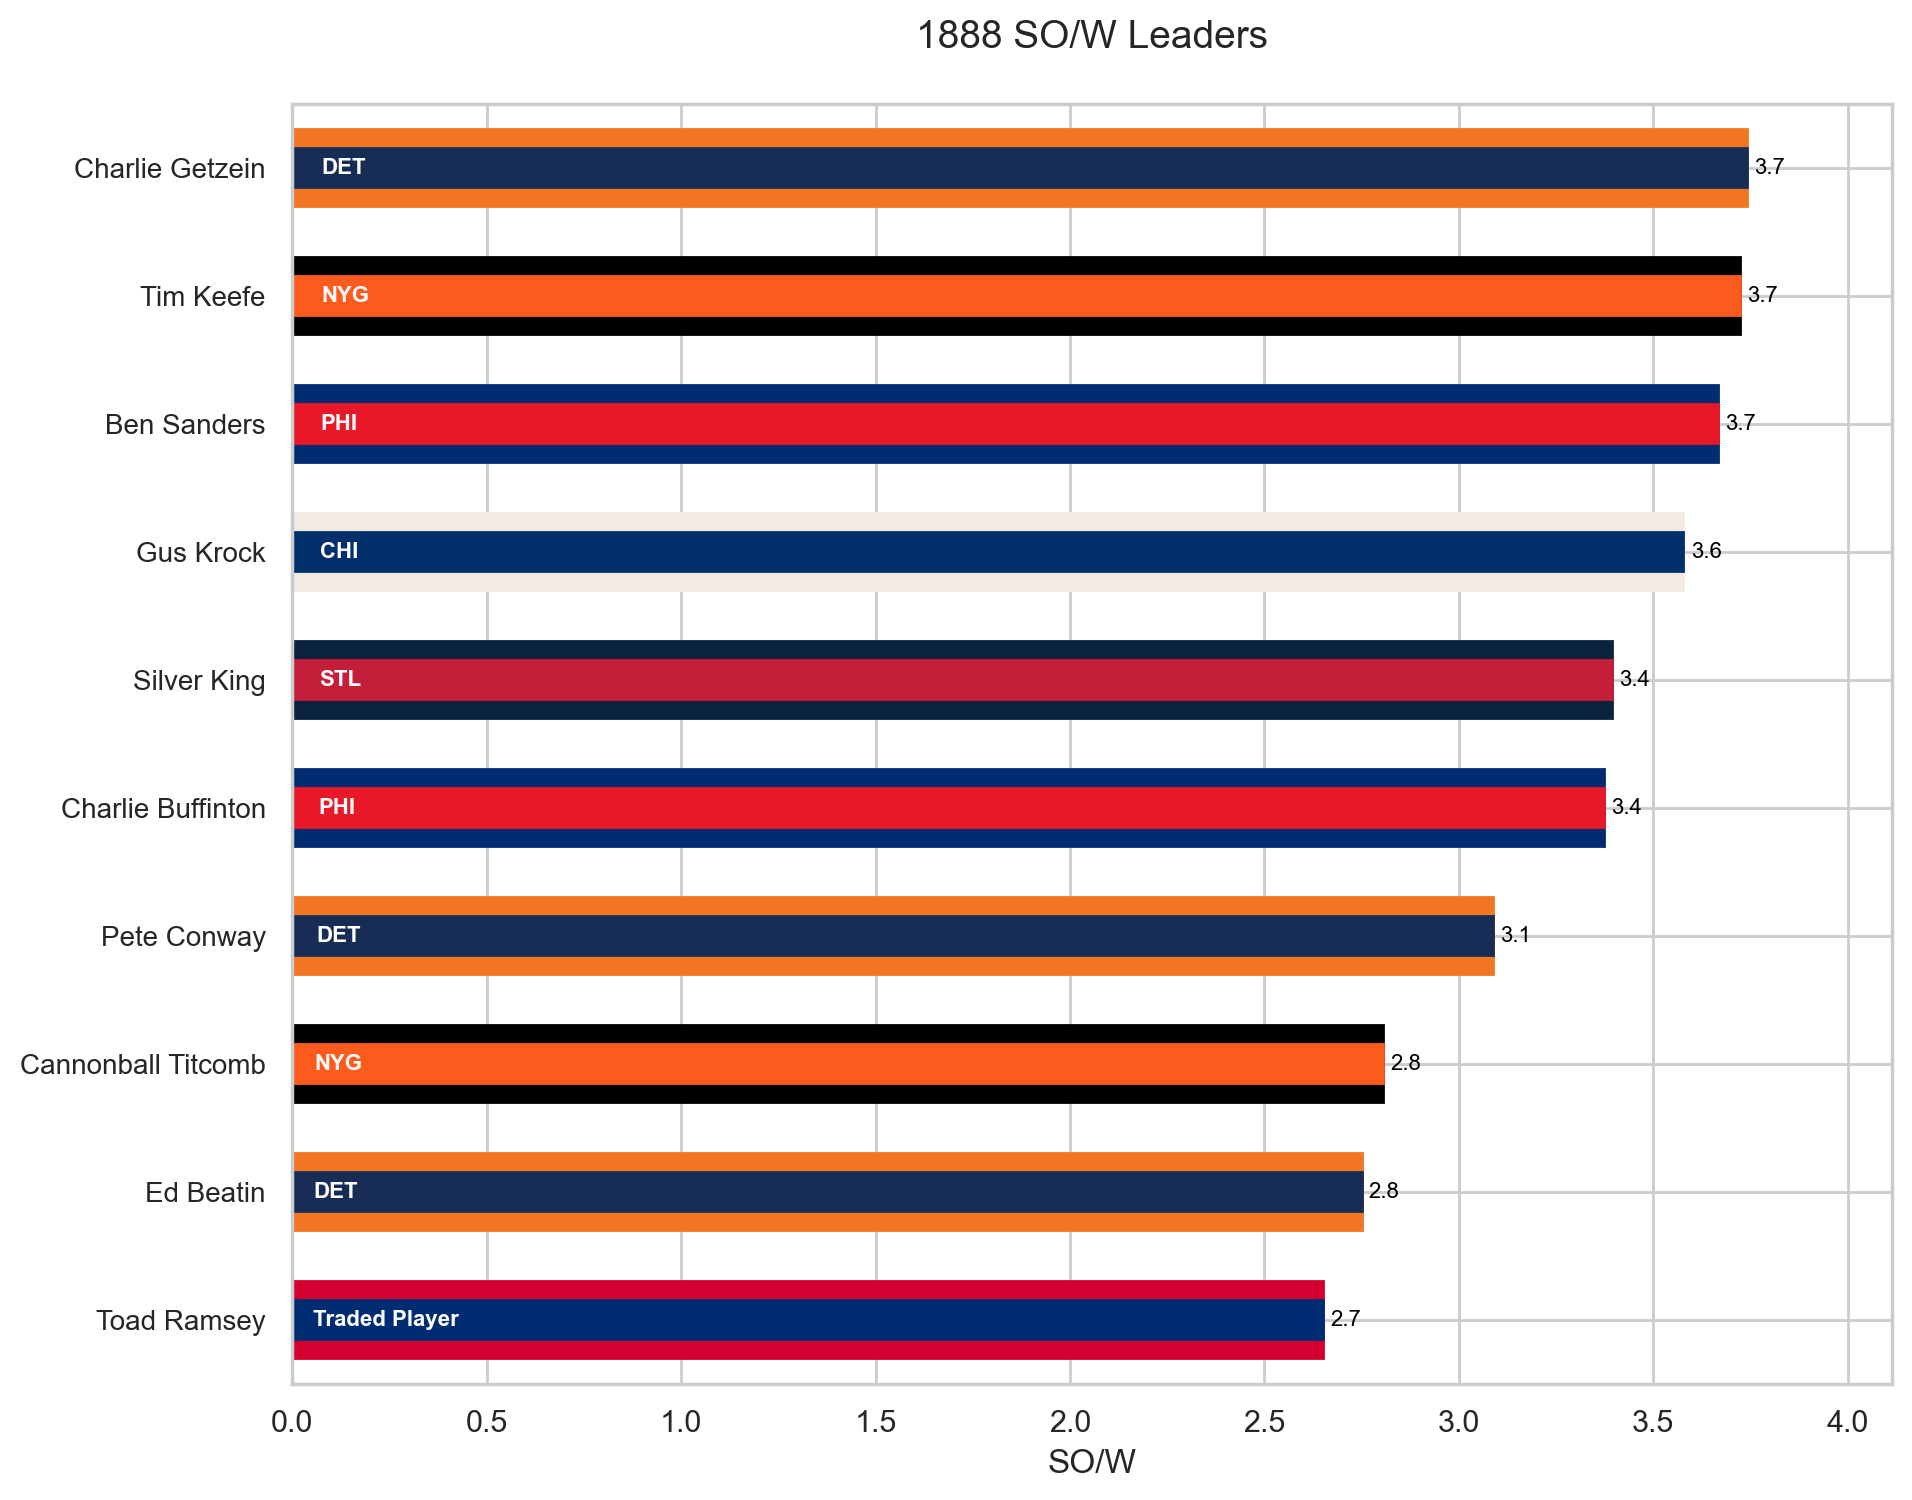 1888 SO/W Leaders
Charlie Getzein DET 3.7
Tim Keefe NYG 3.7
Ben Sanders PHI 3.7
Gus Krock CHI 3.6
Silver King STL 3.4
Charlie Buffinton PHI 3.4
Pete Conway DET 3.1
Cannonball Titcomb NYG 2.8
Ed Beatin DET 2.8
Toad Ramsey Traded Player 2.7
0.0 0.5 1.0 1.5 2.0 2.5 3.0 3.5 4.0
SO/W